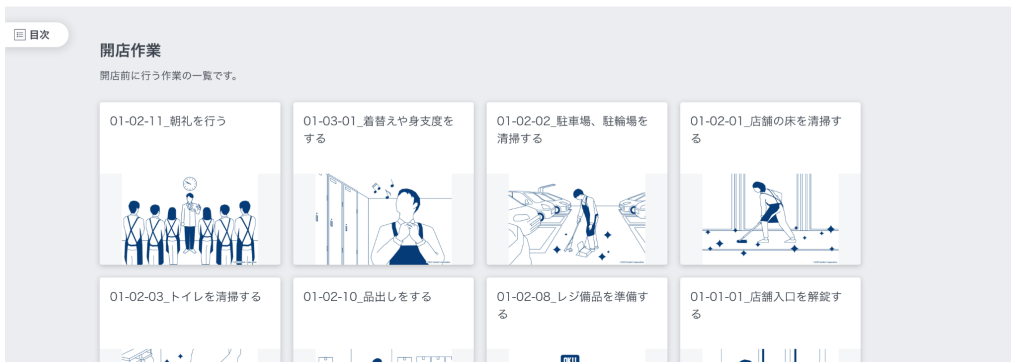 目次
開店作業
開店前に行う作業の一覧です。
01-02-11_朝礼を行う
01-03-01_着替えや身支度を
する
01-02-02_駐車場、駐輪場を
清掃する
01-02-01_店舗の床を清掃す
る
01-02-03_トイレを清掃する
01-02-10_品出しをする
01-02-08_レジ備品を準備す
る
01-01-01_店舗入口を解錠す
る